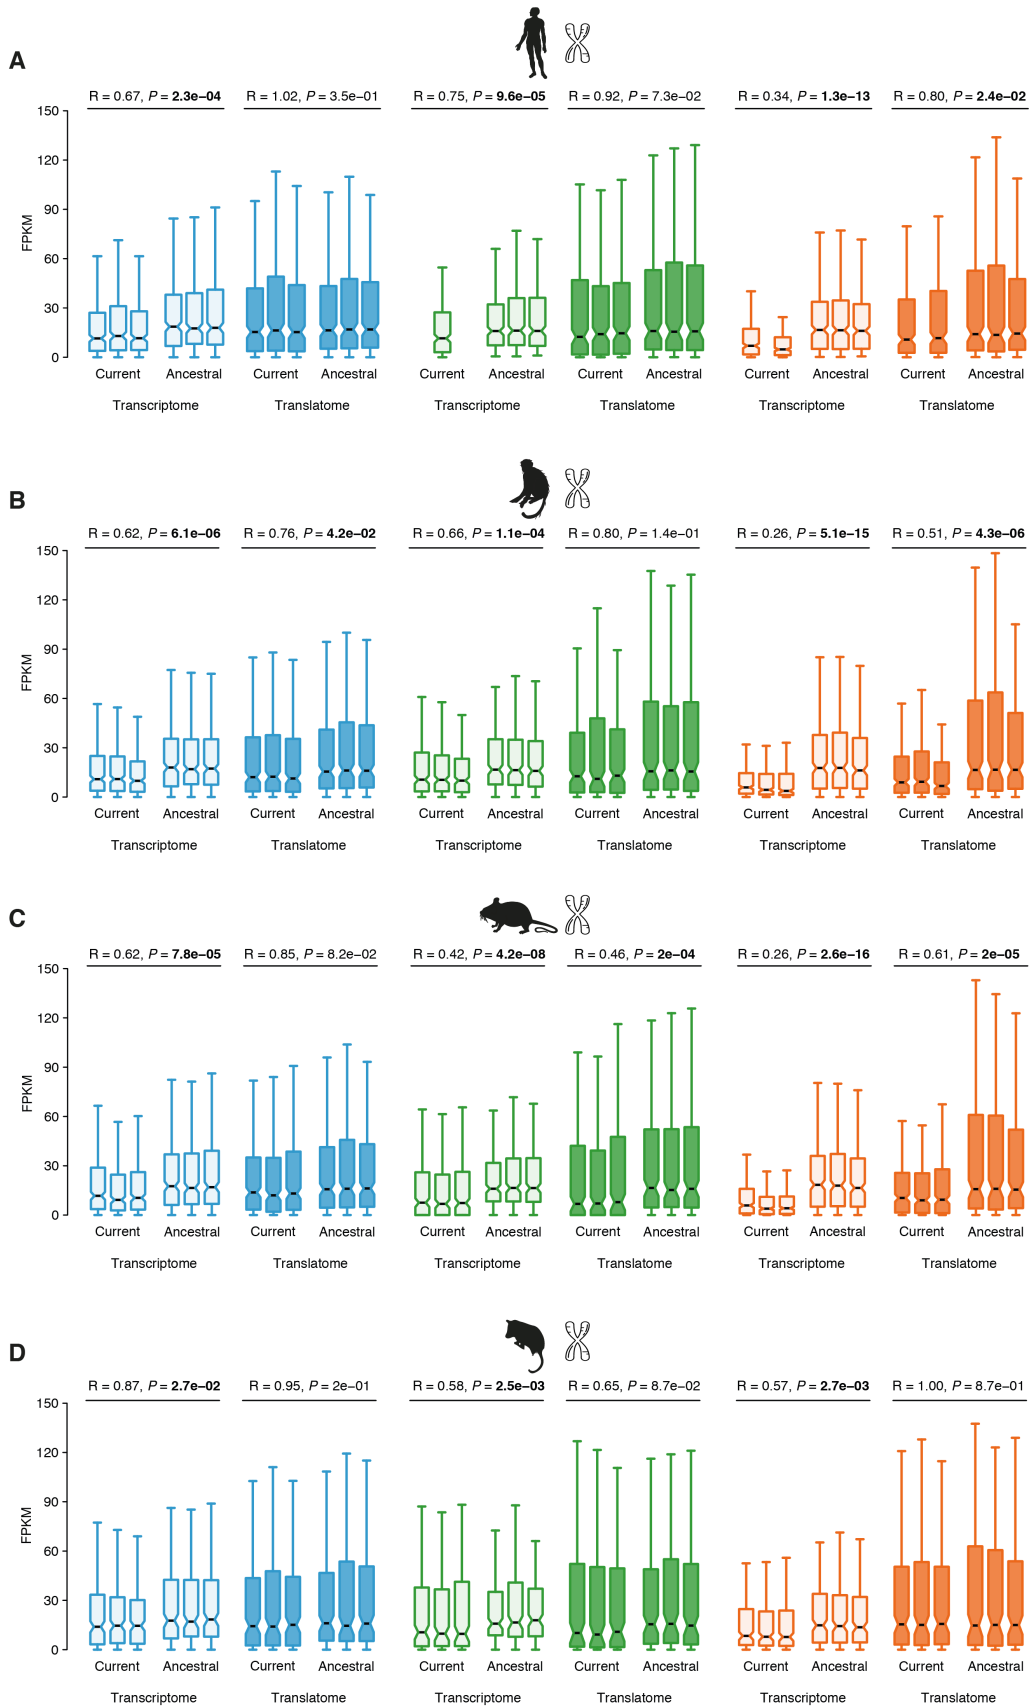 A
R = 0.67, P = 2.3e−04 R = 1.02, P = 3.5e−01 R = 0.75, P = 9.6e−05 R = 0.92, P = 7.3e−02 R = 0.34, P = 1.3e−13 R = 0.80, P = 2.4e−02
150
120
90
60
30
0
FPKM
Current Ancestral Current Ancestral Current Ancestral Current Ancestral Current Ancestral Current Ancestral
Transcriptome Translatome Transcriptome Translatome Transcriptome Translatome
B
R = 0.62, P = 6.1e−06 R = 0.76, P = 4.2e−02 R = 0.66, P = 1.1e−04 R = 0.80, P = 1.4e−01 R = 0.26, P = 5.1e−15 R = 0.51, P = 4.3e−06
150
120
90
60
30
0
FPKM
Current Ancestral Current Ancestral Current Ancestral Current Ancestral Current Ancestral Current Ancestral
Transcriptome Translatome Transcriptome Translatome Transcriptome Translatome
C
R = 0.62, P = 7.8e−05 R = 0.85, P = 8.2e−02 R = 0.42, P = 4.2e−08 R = 0.46, P = 2e−04 R = 0.26, P = 2.6e−16 R = 0.61, P = 2e−05
150
120
90
60
30
0
FPKM
Current Ancestral Current Ancestral Current Ancestral Current Ancestral Current Ancestral Current Ancestral
Transcriptome Translatome Transcriptome Translatome Transcriptome Translatome
D
R = 0.87, P = 2.7e−02 R = 0.95, P = 2e−01 R = 0.58, P = 2.5e−03 R = 0.65, P = 8.7e−02 R = 0.57, P = 2.7e−03 R = 1.00, P = 8.7e−01
150
120
90
60
30
0
FPKM
Current Ancestral Current Ancestral Current Ancestral Current Ancestral Current Ancestral Current Ancestral
Transcriptome Translatome Transcriptome Translatome Transcriptome Translatome